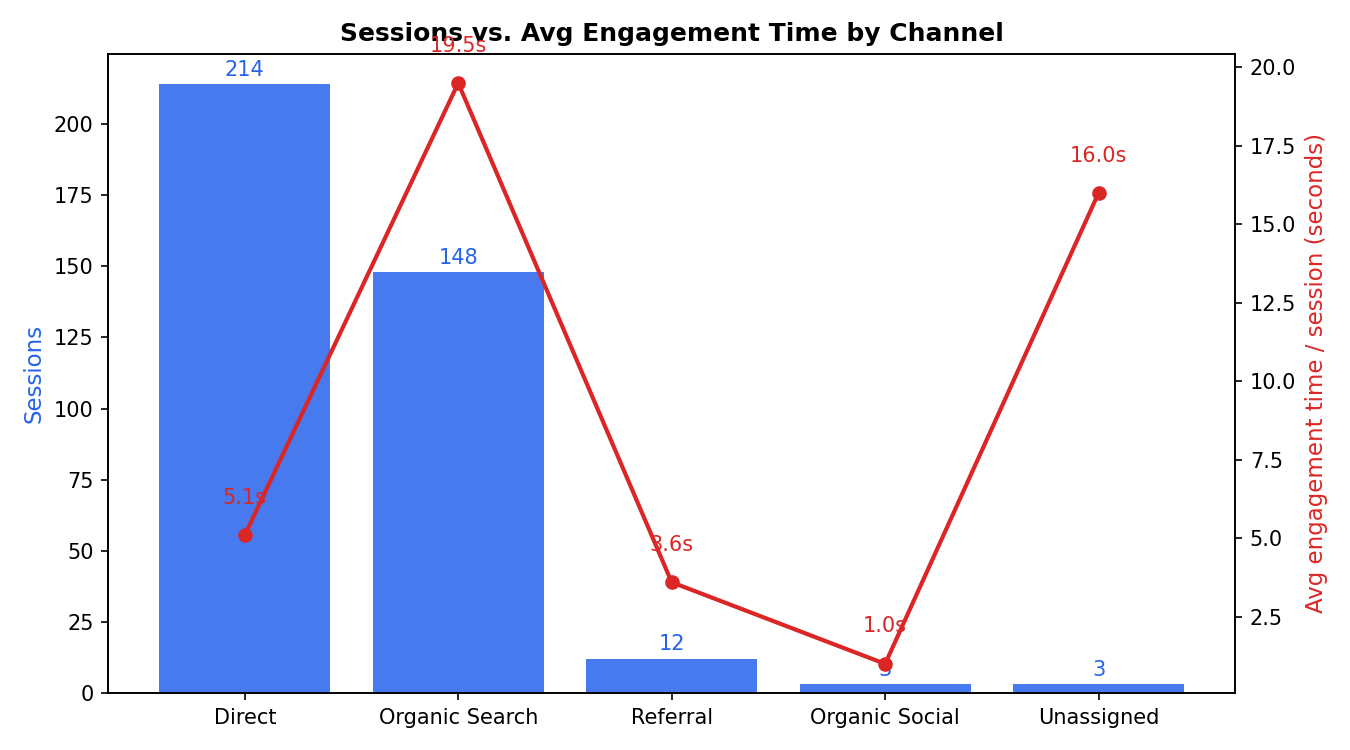 Sessions vs. Avg Engagement Time by Channel
19.5s
214
20.0
200
17.5
16.0s
175
15.0
148
150
12.5
125
10.0
100
7.5
75
5.1s
5.0
50
3.6s
2.5
25
1.0s
12
3
3
0
Direct
Organic Search
Referral
Organic Social
Unassigned
Sessions
Avg engagement time / session (seconds)